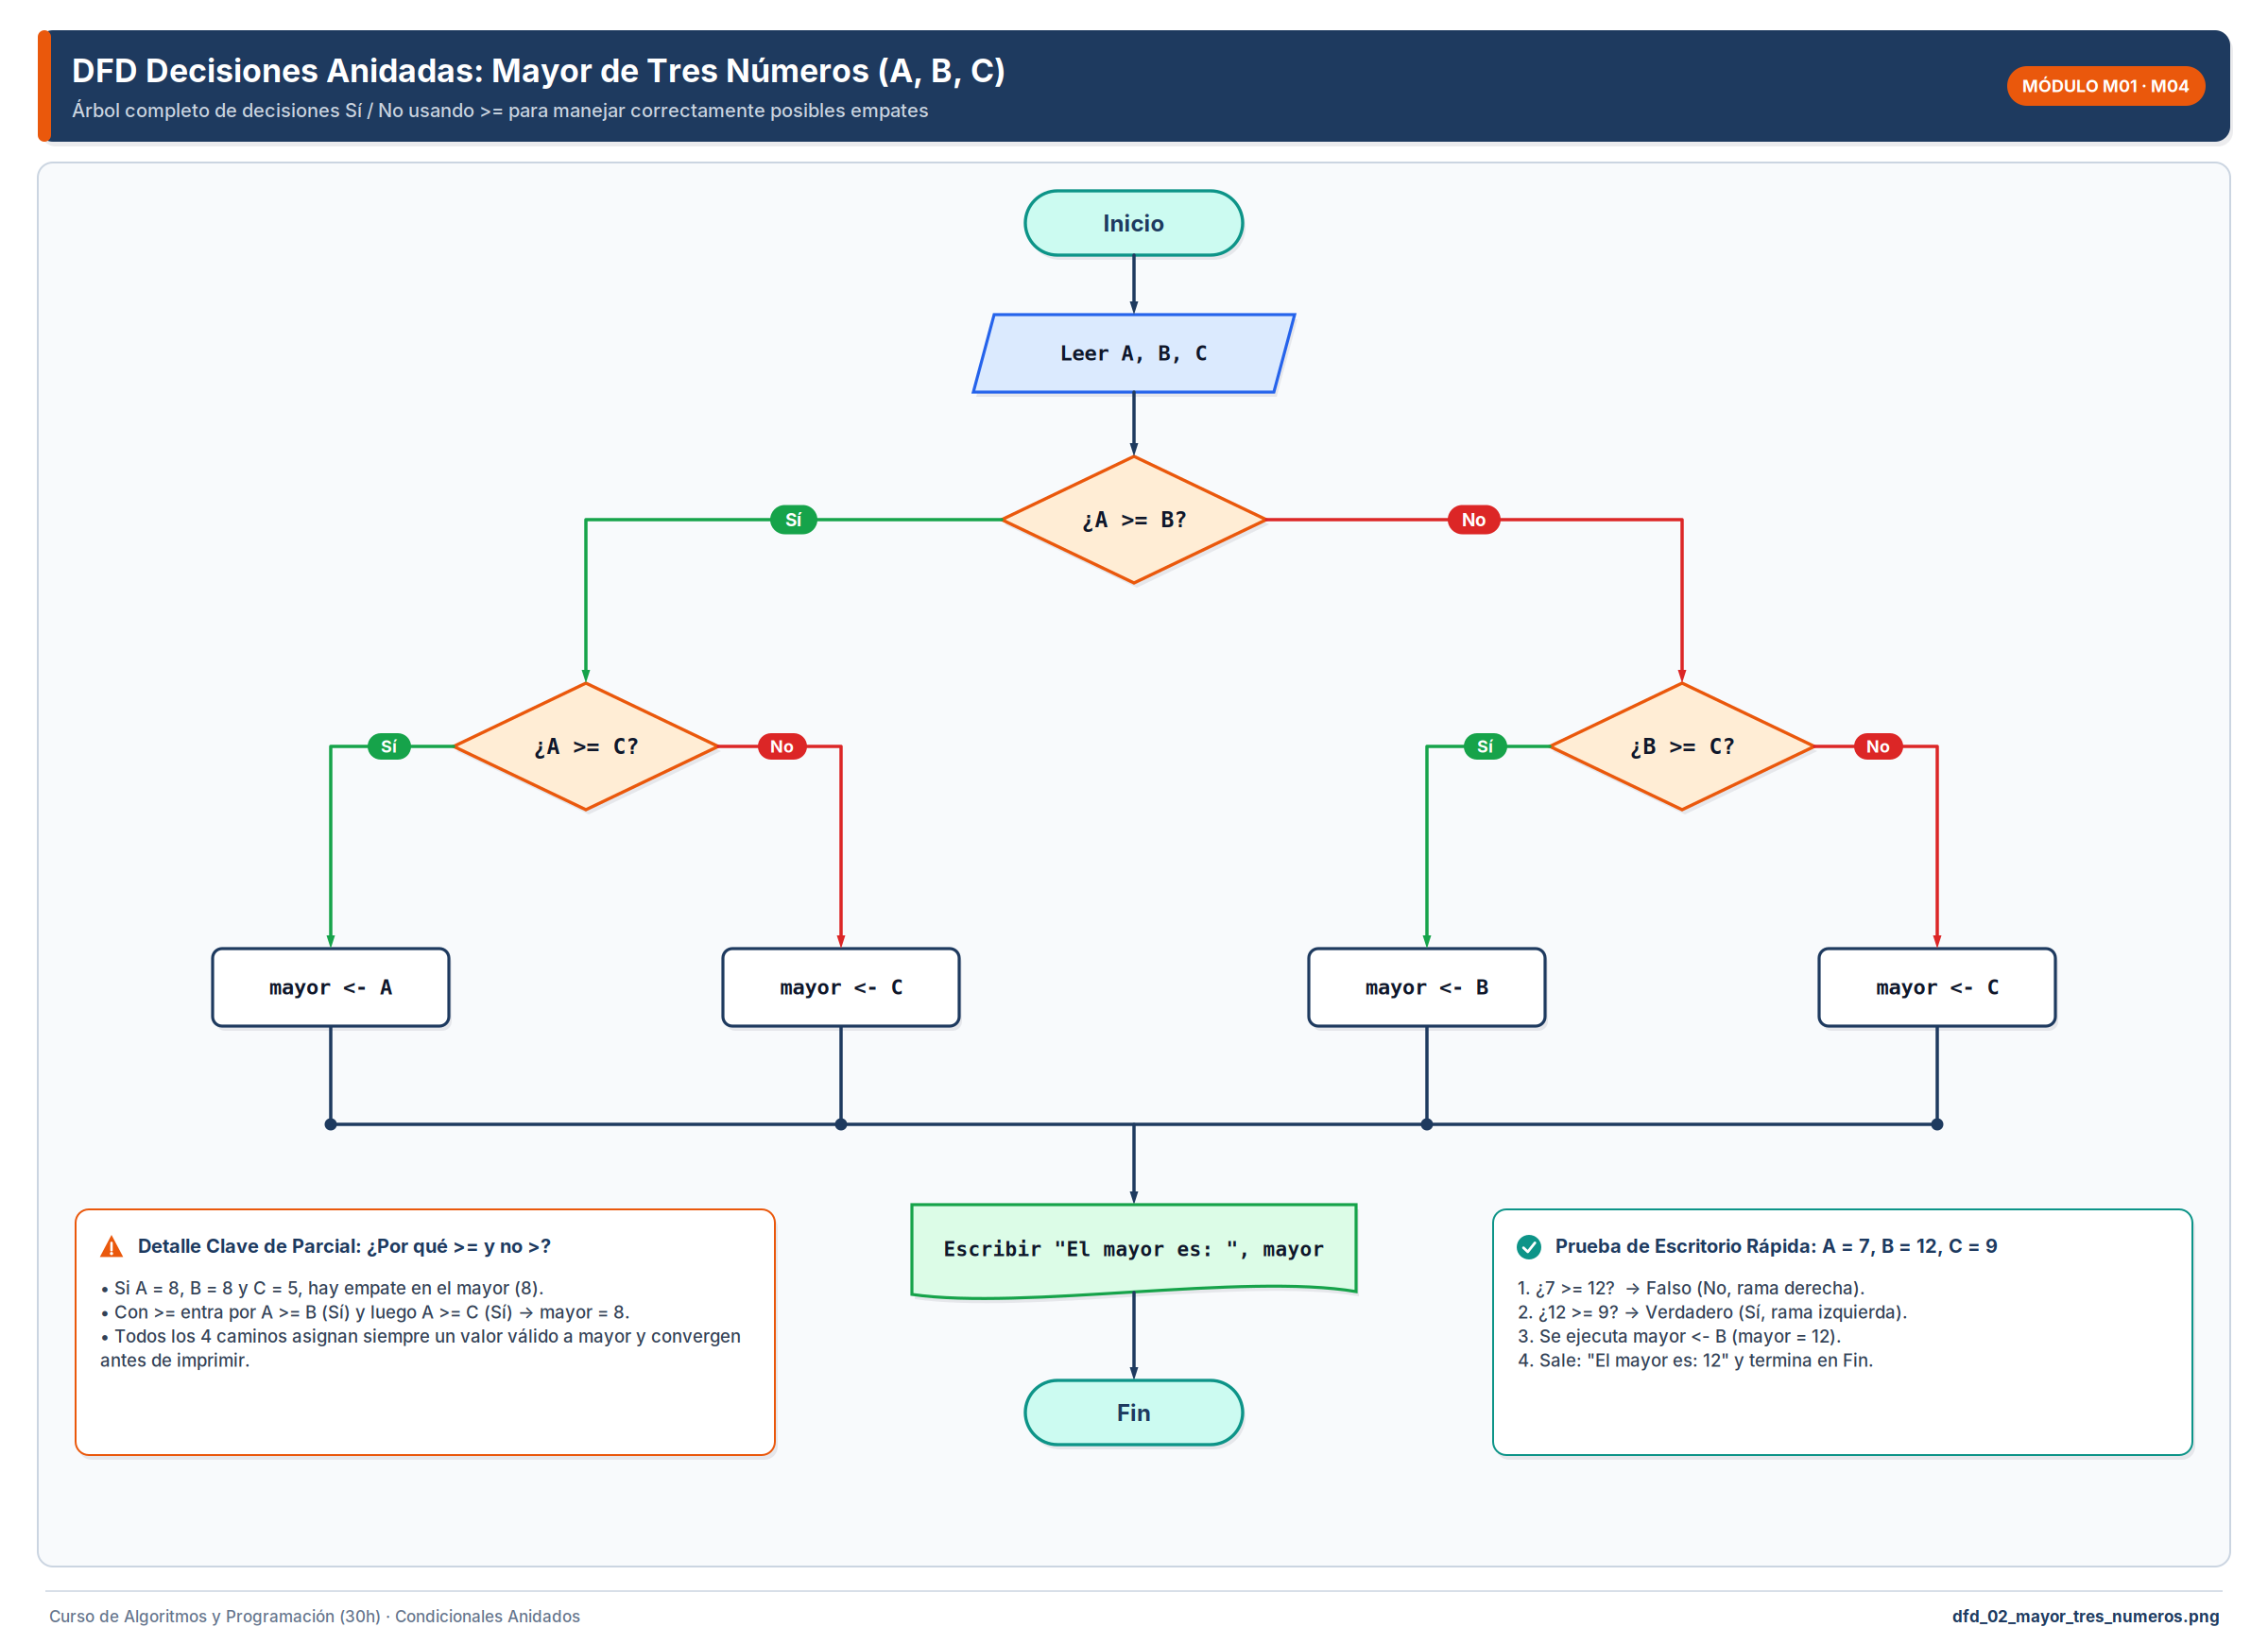 DFD Decisiones Anidadas: Mayor de Tres Números (A, B, C)
Árbol completo de decisiones Sí / No usando >= para manejar correctamente posibles empates
MÓDULO M01 · M04
Inicio
Leer A, B, C
¿A >= B?
Sí
No
¿A >= C?
Sí
No
¿B >= C?
Sí
No
mayor <- A
mayor <- C
mayor <- B
mayor <- C
Escribir "El mayor es: ", mayor
Fin
Detalle Clave de Parcial: ¿Por qué >= y no >?
• Si A = 8, B = 8 y C = 5, hay empate en el mayor (8).
• Con >= entra por A >= B (Sí) y luego A >= C (Sí) → mayor = 8.
• Todos los 4 caminos asignan siempre un valor válido a mayor y convergen
antes de imprimir.
Prueba de Escritorio Rápida: A = 7, B = 12, C = 9
1. ¿7 >= 12? → Falso (No, rama derecha).
2. ¿12 >= 9? → Verdadero (Sí, rama izquierda).
3. Se ejecuta mayor <- B (mayor = 12).
4. Sale: "El mayor es: 12" y termina en Fin.
Curso de Algoritmos y Programación (30h) · Condicionales Anidados
dfd_02_mayor_tres_numeros.png